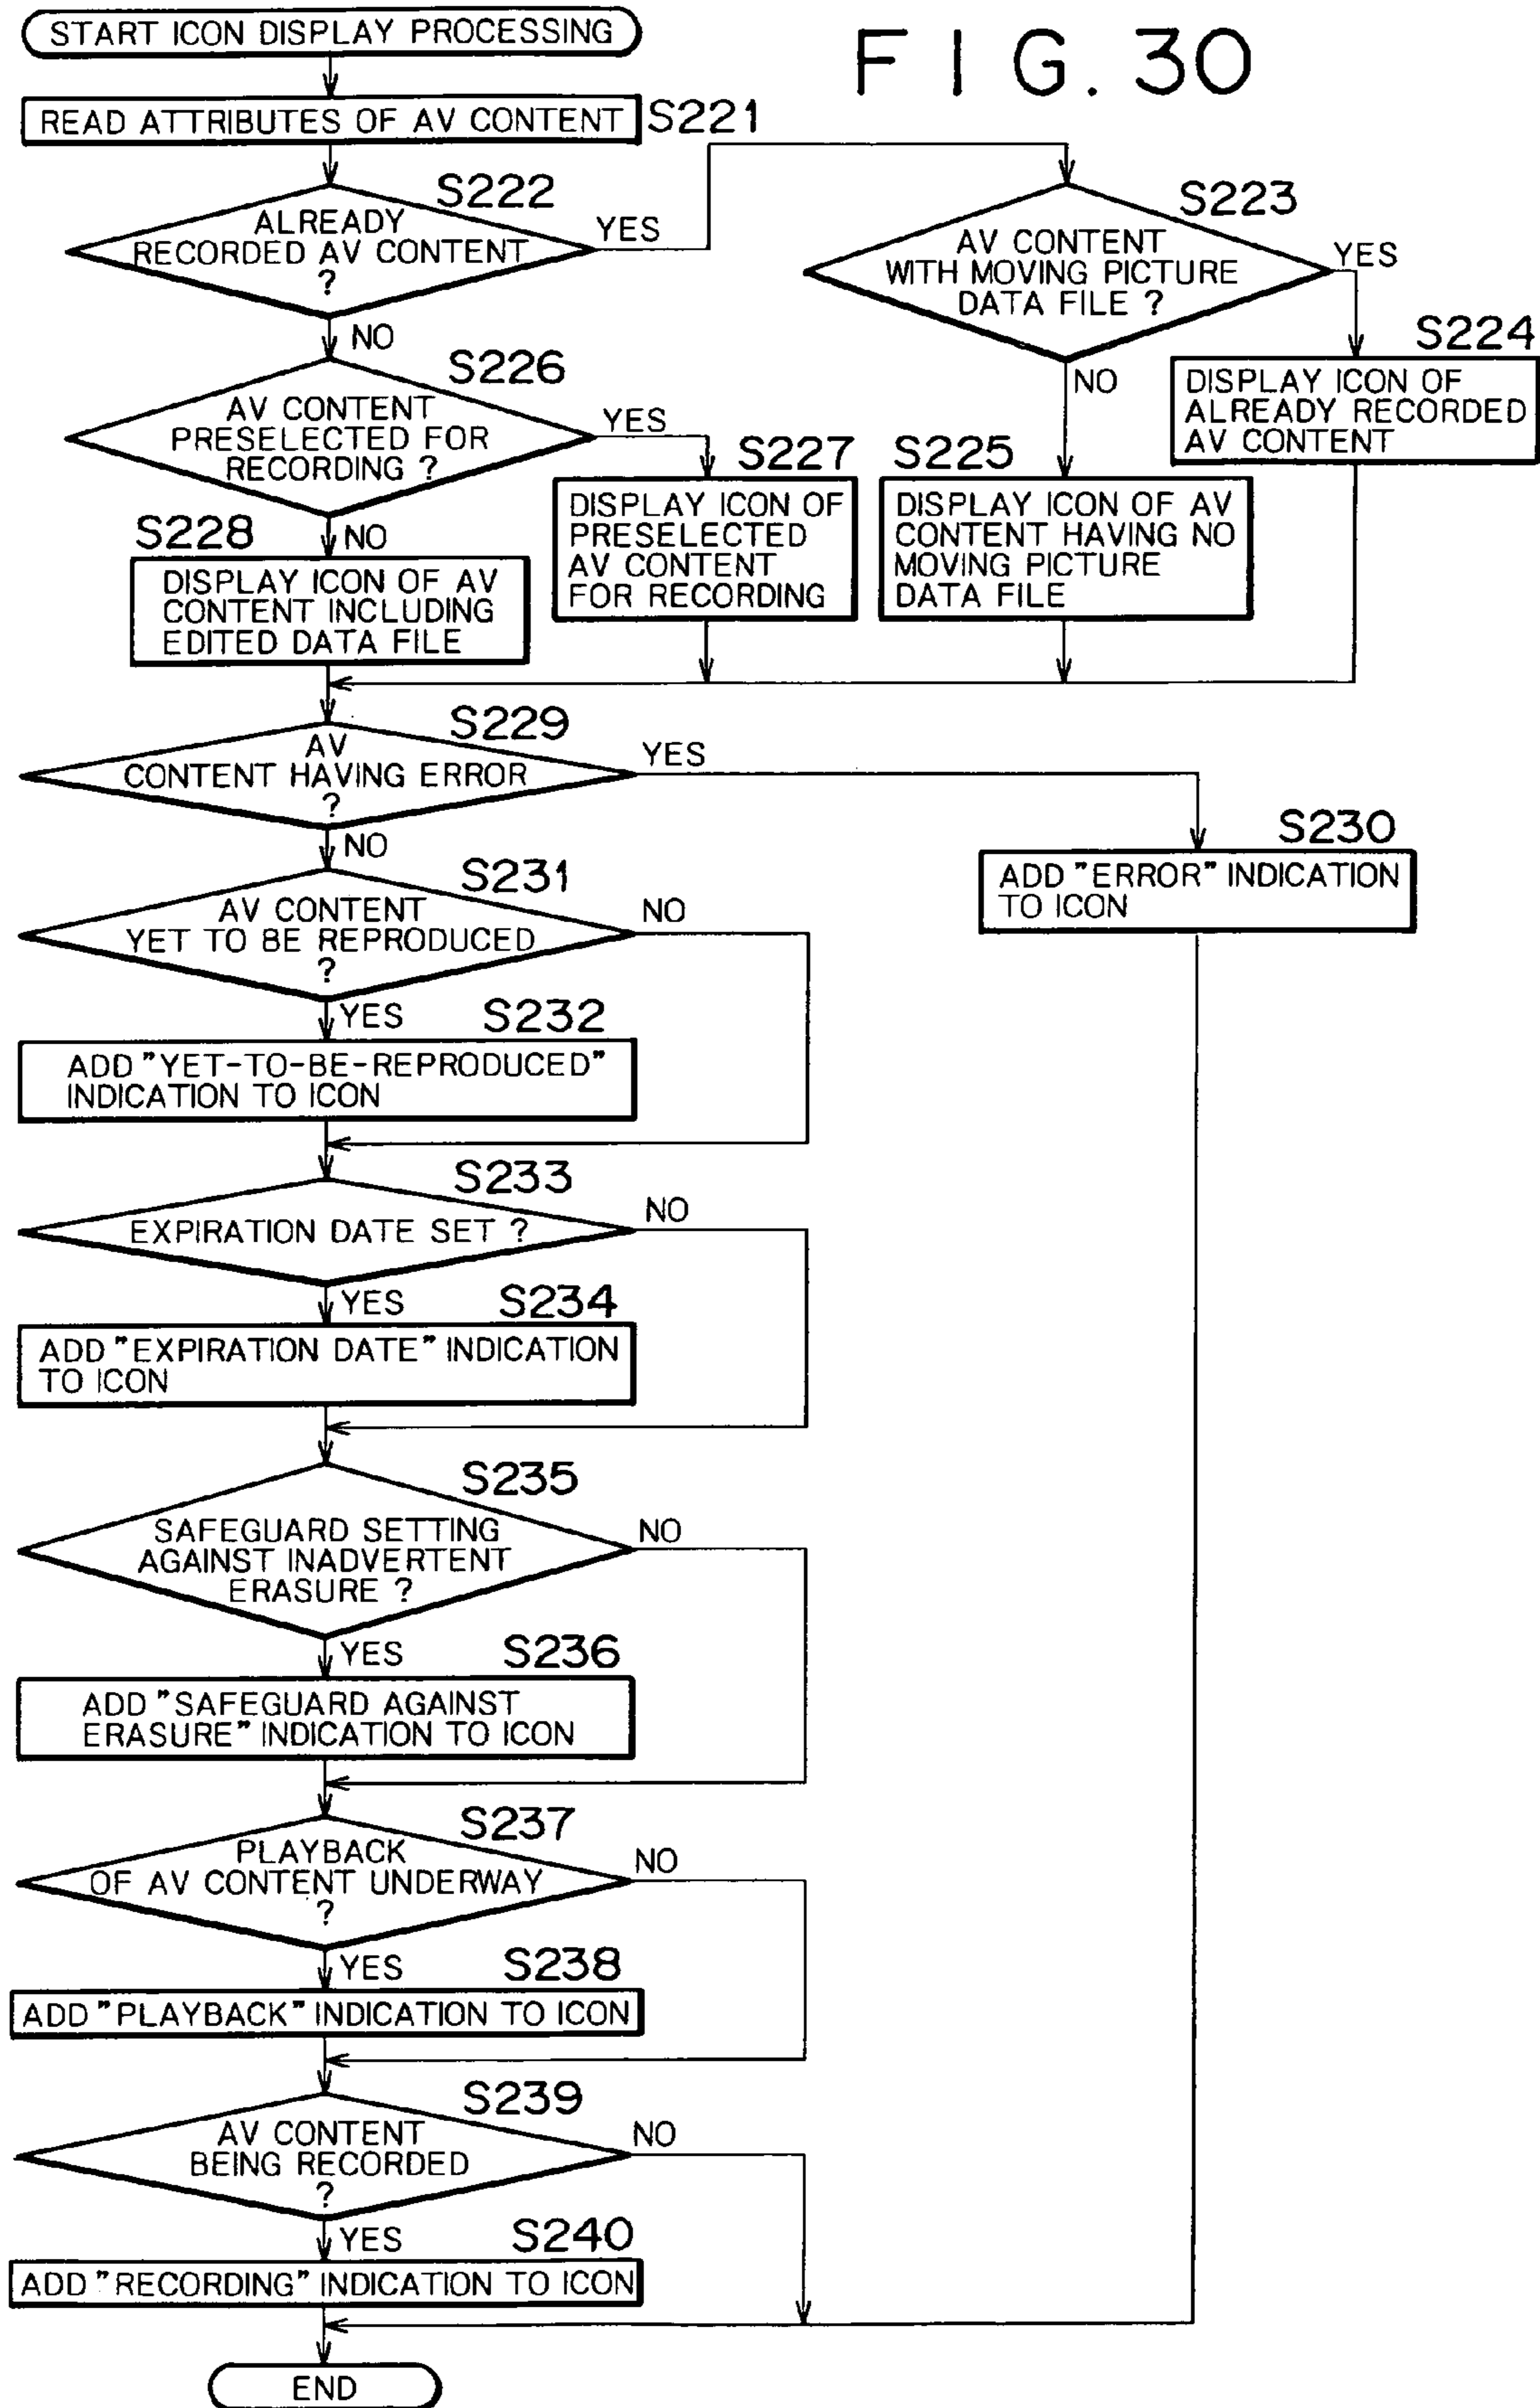 START ICON DISPLAY PROCESSING
F I G. 30
READ ATTRIBUTES OF AV CONTENT
S221
S222
ALREADY
RECORDED AV CONTENT
?
YES
NO
S223
AV CONTENT
WITH MOVING PICTURE
DATA FILE ?
YES
NO
S224
DISPLAY ICON OF
ALREADY RECORDED
AV CONTENT
S226
AV CONTENT
PRESELECTED FOR
RECORDING ?
YES
NO
S227
DISPLAY ICON OF
PRESELECTED
AV CONTENT
FOR RECORDING
S225
DISPLAY ICON OF AV
CONTENT HAVING NO
MOVING PICTURE
DATA FILE
S228
DISPLAY ICON OF AV
CONTENT INCLUDING
EDITED DATA FILE
S229
AV
CONTENT HAVING ERROR
?
YES
NO
S230
ADD "ERROR" INDICATION
TO ICON
S231
AV CONTENT
YET TO BE REPRODUCED
?
NO
YES
S232
ADD "YET-TO-BE-REPRODUCED"
INDICATION TO ICON
S233
EXPIRATION DATE SET ?
NO
YES
S234
ADD "EXPIRATION DATE" INDICATION
TO ICON
S235
SAFEGUARD SETTING
AGAINST INADVERTENT
ERASURE ?
NO
YES
S236
ADD "SAFEGUARD AGAINST
ERASURE" INDICATION TO ICON
S237
PLAYBACK
OF AV CONTENT UNDERWAY
?
NO
YES
S238
ADD "PLAYBACK" INDICATION TO ICON
S239
AV CONTENT
BEING RECORDED
?
NO
YES
S240
ADD "RECORDING" INDICATION TO ICON
END